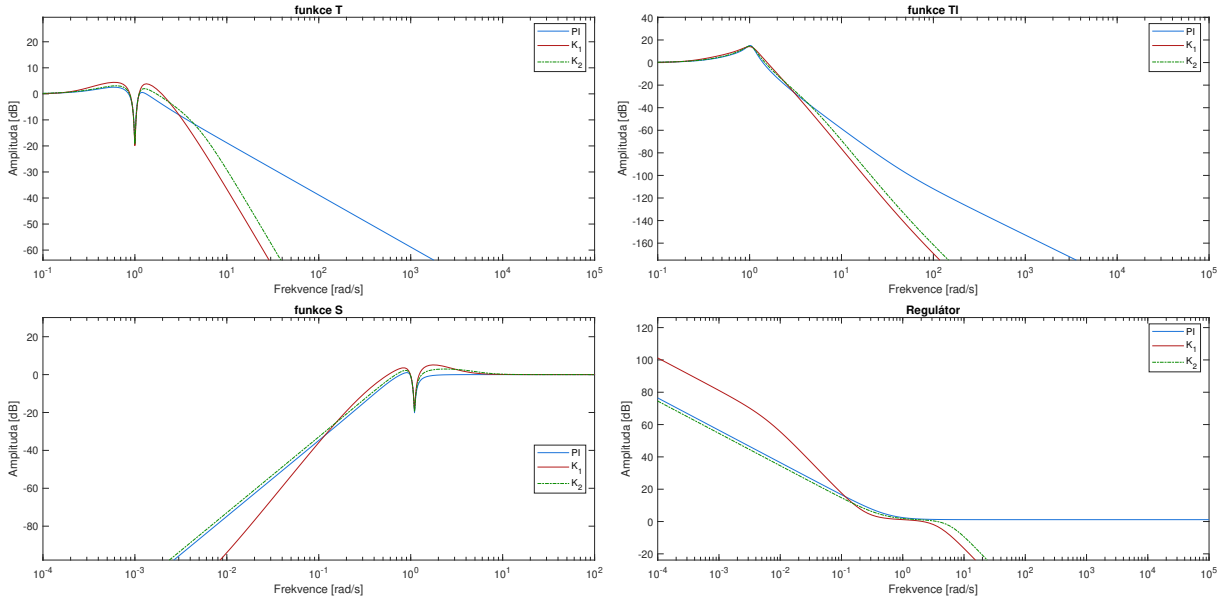 funkce T
Amplituda [dB]
20
10
0
-10
-20
-30
-40
-50
-60
10-1 100 101 102 103 104 105
Frekvence [rad/s]
PI
K1
K2
funkce TI
Amplituda [dB]
40
20
0
-20
-40
-60
-80
-100
-120
-140
-160
10-1 100 101 102 103 104 105
Frekvence [rad/s]
PI
K1
K2
funkce S
Amplituda [dB]
20
0
-20
-40
-60
-80
10-4 10-3 10-2 10-1 100 101 102
Frekvence [rad/s]
PI
K1
K2
Regulátor
Amplituda [dB]
120
100
80
60
40
20
0
-20
10-4 10-3 10-2 10-1 100 101 102 103 104 105
Frekvence [rad/s]
PI
K1
K2